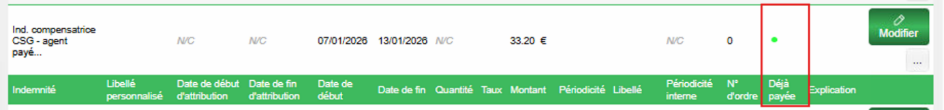 Ind. compensatrice
CSG - agent
payé...
N/C N/C 07/01/2026 13/01/2026 N/C 33.20 € N/C 0
Modifier
...
Indemnité Libellé personnalisé Date de début d'attribution Date de fin d'attribution Date de début Date de fin Quantité Taux Montant Périodicité Libellé Périodicité interne N° d'ordre Déjà payée Explication